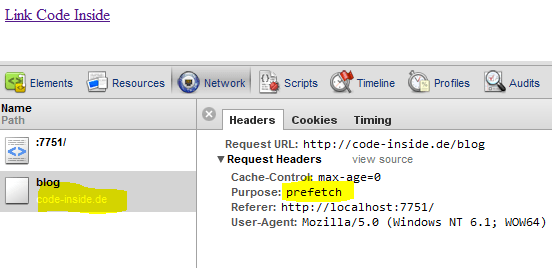 Link Code Inside
Elements Resources Network Scripts Timeline Profiles Audits
Name
Path
:7751/
blog
code-inside.de
Headers Cookies Timing
Request URL: http://code-inside.de/blog
Request Headers view source
Cache-Control: max-age=0
Purpose: prefetch
Referer: http://localhost:7751/
User-Agent: Mozilla/5.0 (Windows NT 6.1; WOW64)